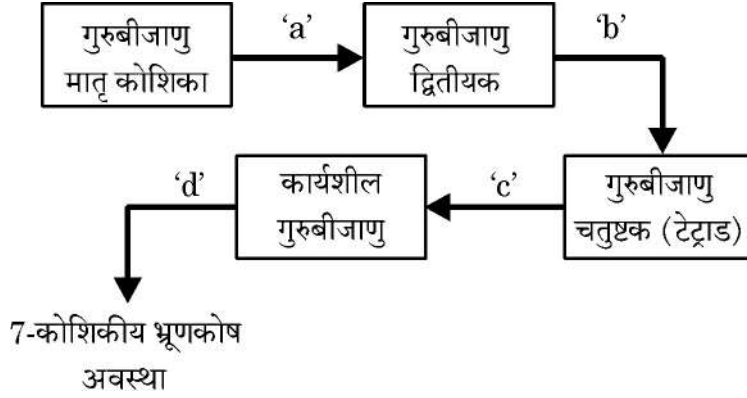 गुरुबीजाणु
मातृ कोशिका
‘a’
गुरुबीजाणु
द्वितीयक
‘b’
गुरुबीजाणु
चतुष्टक (टेट्राड)
‘c’
कार्यशील
गुरुबीजाणु
‘d’
7-कोशिकीय भ्रूणकोष
अवस्था